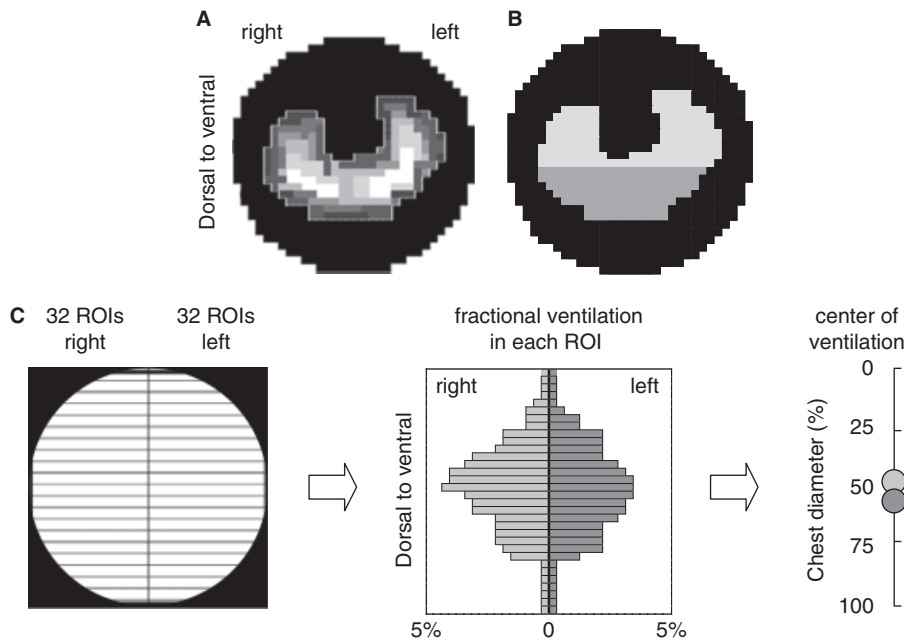 A
right
left
Dorsal to ventral
B
C
32 ROIs
right
32 ROIs
left
fractional ventilation
in each ROI
right
left
Dorsal to ventral
5%
0
5%
center of
ventilation
Chest diameter (%)
0
25
50
75
100